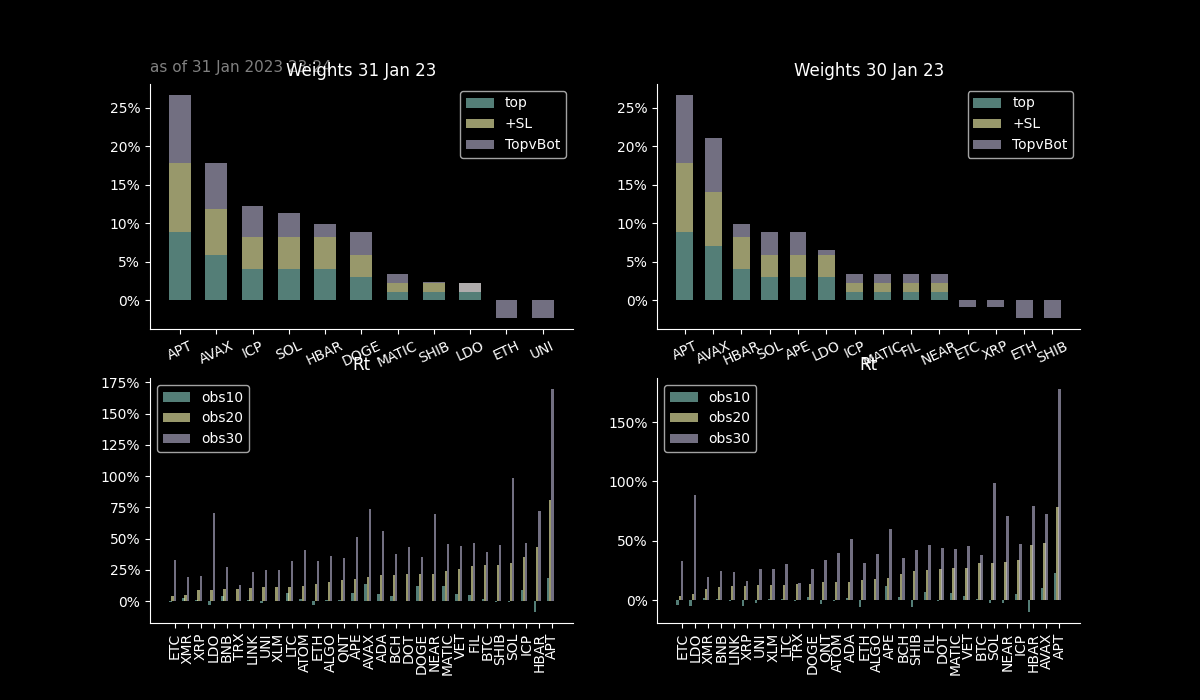 as of 31 Jan 2023
Weights 31 Jan 23
Weights 30 Jan 23
25%
20%
15%
10%
5%
0%
top
+SL
TopvBot
APT AVAX ICP SOL HBAR DOGE MATIC SHIB LDO ETH UNI
25%
20%
15%
10%
5%
0%
top
+SL
TopvBot
APT AVAX HBAR SOL APE LDO ICP MATIC FIL NEAR ETC XRP ETH SHIB
Rt
175%
150%
125%
100%
75%
50%
25%
0%
obs10
obs20
obs30
ETC XMR XRP LDO BNB TRX LINK UNI XLM LTC ATOM ETH ALGO QNT APE AVAX ADA BCH DOT DOGE NEAR MATIC VET FIL BTC SHIB SOL ICP HBAR APT
Rt
150%
100%
50%
0%
obs10
obs20
obs30
ETC LDO XMR BNB LINK XRP UNI XLM LTC TRX DOGE QNT ATOM ADA ETH ALGO APE BCH SHIB FIL DOT MATIC VET BTC SOL NEAR ICP HBAR AVAX APT